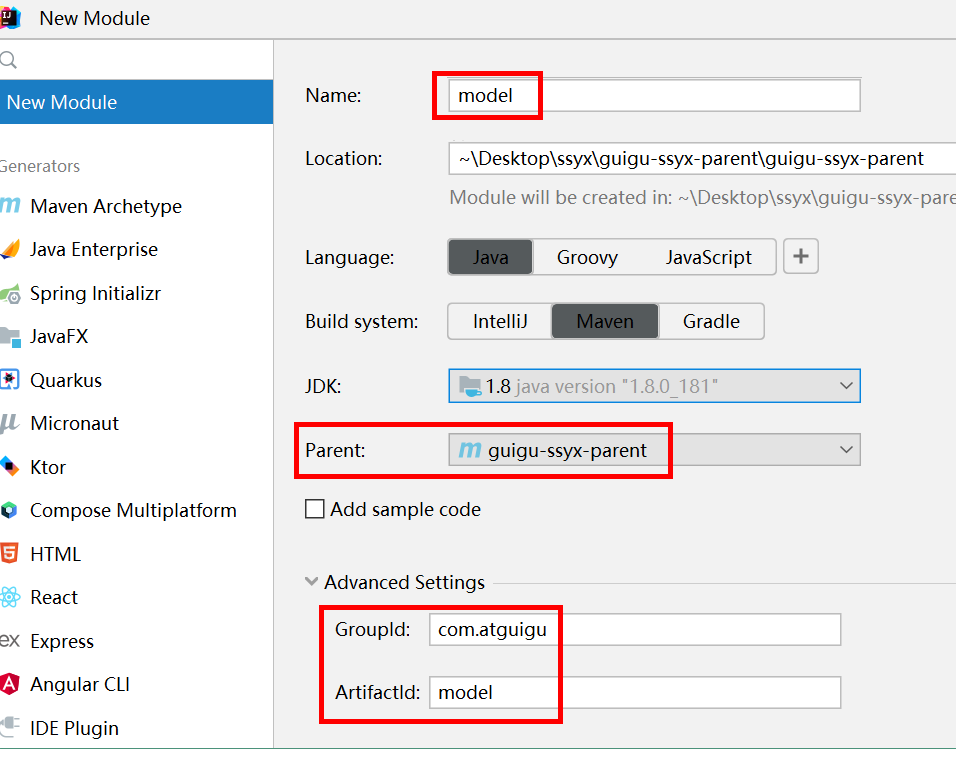 New Module
New Module
Generators
Maven Archetype
Java Enterprise
Spring Initializr
JavaFX
Quarkus
Micronaut
Ktor
Compose Multiplatform
HTML
React
Express
Angular CLI
IDE Plugin
Name: model
Location: ~\Desktop\ssyx\guigu-ssyx-parent\guigu-ssyx-parent
Module will be created in: ~\Desktop\ssyx\guigu-ssyx-pare
Language: Java Groovy JavaScript +
Build system: IntelliJ Maven Gradle
JDK: 1.8 java version "1.8.0_181"
Parent: m guigu-ssyx-parent
Add sample code
Advanced Settings
GroupId: com.atguigu
ArtifactId: model